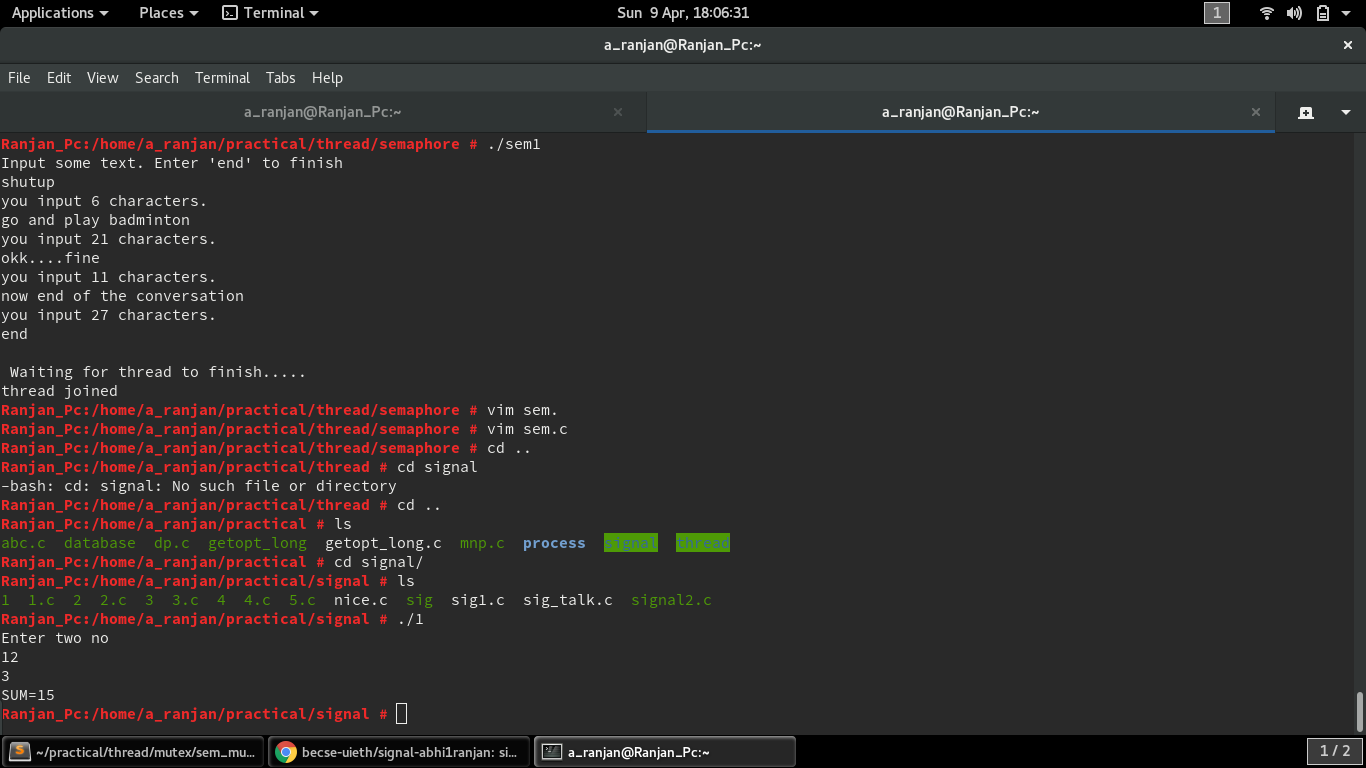 Applications Places Terminal Sun 9 Apr, 18:06:31 1
a_ranjan@Ranjan_Pc:~
File Edit View Search Terminal Tabs Help
a_ranjan@Ranjan_Pc:~ a_ranjan@Ranjan_Pc:~
Ranjan_Pc:/home/a_ranjan/practical/thread/semaphore # ./sem1
Input some text. Enter 'end' to finish
shutup
you input 6 characters.
go and play badminton
you input 21 characters.
okk....fine
you input 11 characters.
now end of the conversation
you input 27 characters.
end
Waiting for thread to finish.....
thread joined
Ranjan_Pc:/home/a_ranjan/practical/thread/semaphore # vim sem.
Ranjan_Pc:/home/a_ranjan/practical/thread/semaphore # vim sem.c
Ranjan_Pc:/home/a_ranjan/practical/thread/semaphore # cd ..
Ranjan_Pc:/home/a_ranjan/practical/thread # cd signal
-bash: cd: signal: No such file or directory
Ranjan_Pc:/home/a_ranjan/practical/thread # cd ..
Ranjan_Pc:/home/a_ranjan/practical # ls
abc.c database dp.c getopt_long getopt_long.c mnp.c process signal thread
Ranjan_Pc:/home/a_ranjan/practical # cd signal/
Ranjan_Pc:/home/a_ranjan/practical/signal # ls
1 1.c 2 2.c 3 3.c 4 4.c 5.c nice.c sig sig1.c sig_talk.c signal2.c
Ranjan_Pc:/home/a_ranjan/practical/signal # ./1
Enter two no
12
3
SUM=15
Ranjan_Pc:/home/a_ranjan/practical/signal #
~/practical/thread/mutex/sem_mu... becse-uieth/signal-abhi1ranjan: si... a_ranjan@Ranjan_Pc:~ 1 / 2